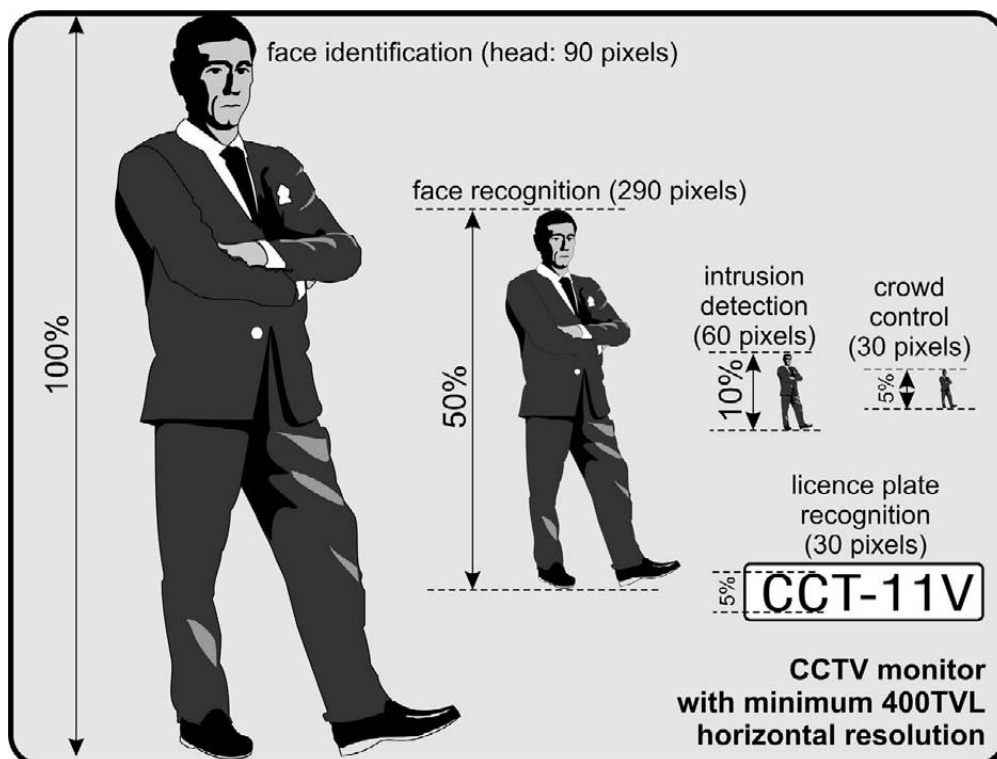 face identification (head: 90 pixels)
100%
face recognition (290 pixels)
50%
intrusion
detection
(60 pixels)
10%
crowd
control
(30 pixels)
5%
licence plate
recognition
(30 pixels)
5%
CCT-11V
CCTV monitor
with minimum 400TVL
horizontal resolution